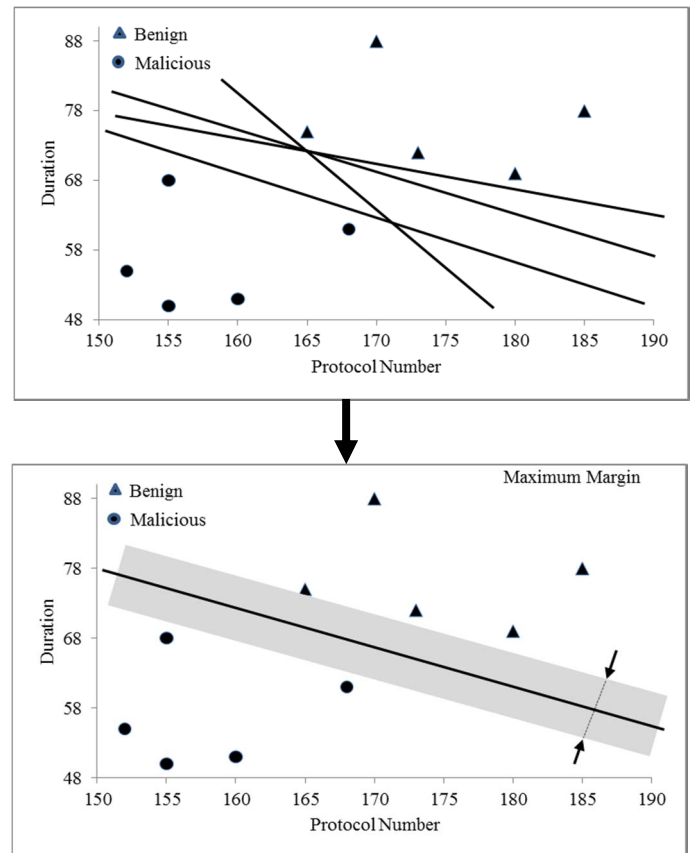 88
78
68
58
48
Duration
Benign
Malicious
150 155 160 165 170 175 180 185 190
Protocol Number
Maximum Margin
88
78
68
58
48
Duration
Benign
Malicious
150 155 160 165 170 175 180 185 190
Protocol Number